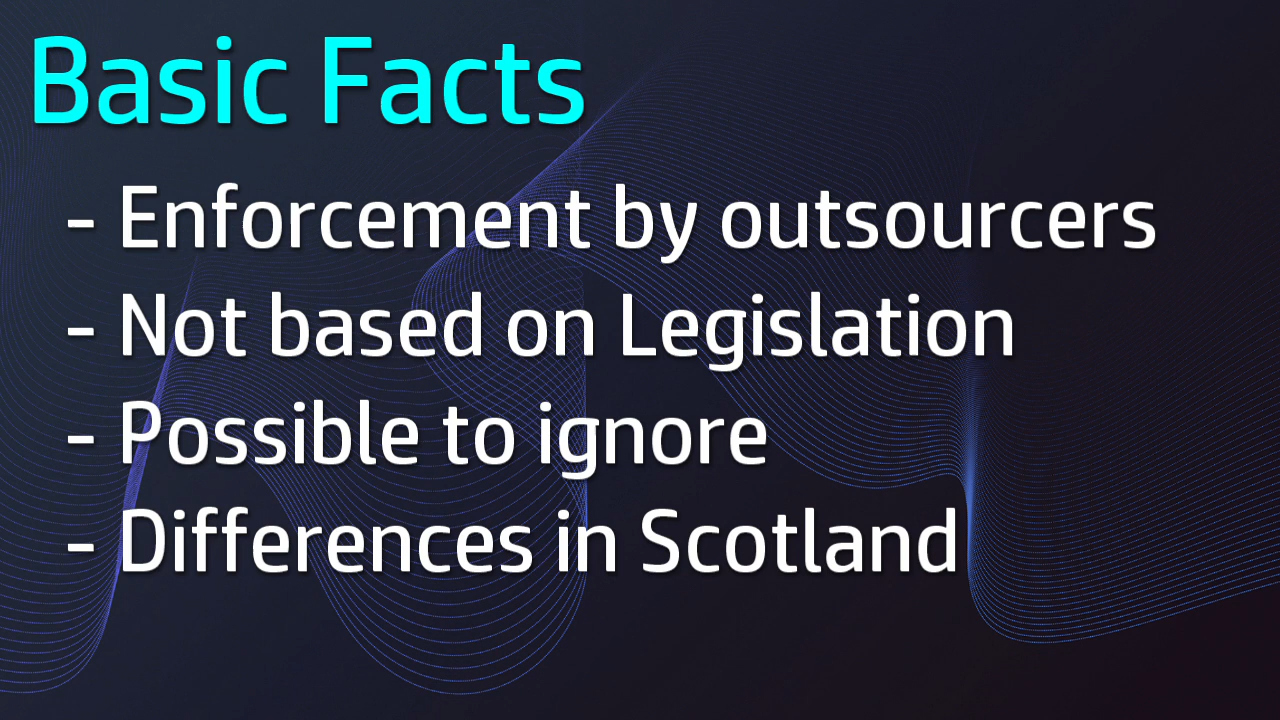 Basic Facts
- Enforcement by outsourcers
- Not based on Legislation
- Possible to ignore
- Differences in Scotland